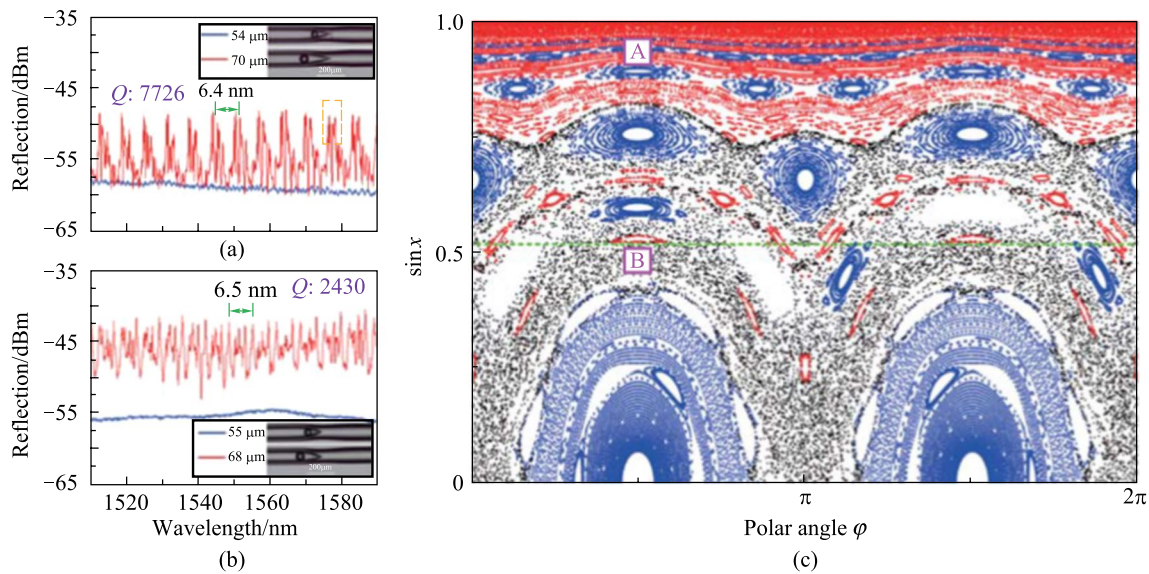 −35
−45
−55
−65
Reflection/dBm
54 μm
70 μm
200μm
Q: 7726
6.4 nm
(a)
−35
−45
−55
−65
Reflection/dBm
6.5 nm
Q: 2430
55 μm
68 μm
200μm
1520
1540
1560
1580
Wavelength/nm
(b)
1.0
0.5
0
sinx
A
B
π
2π
Polar angle φ
(c)